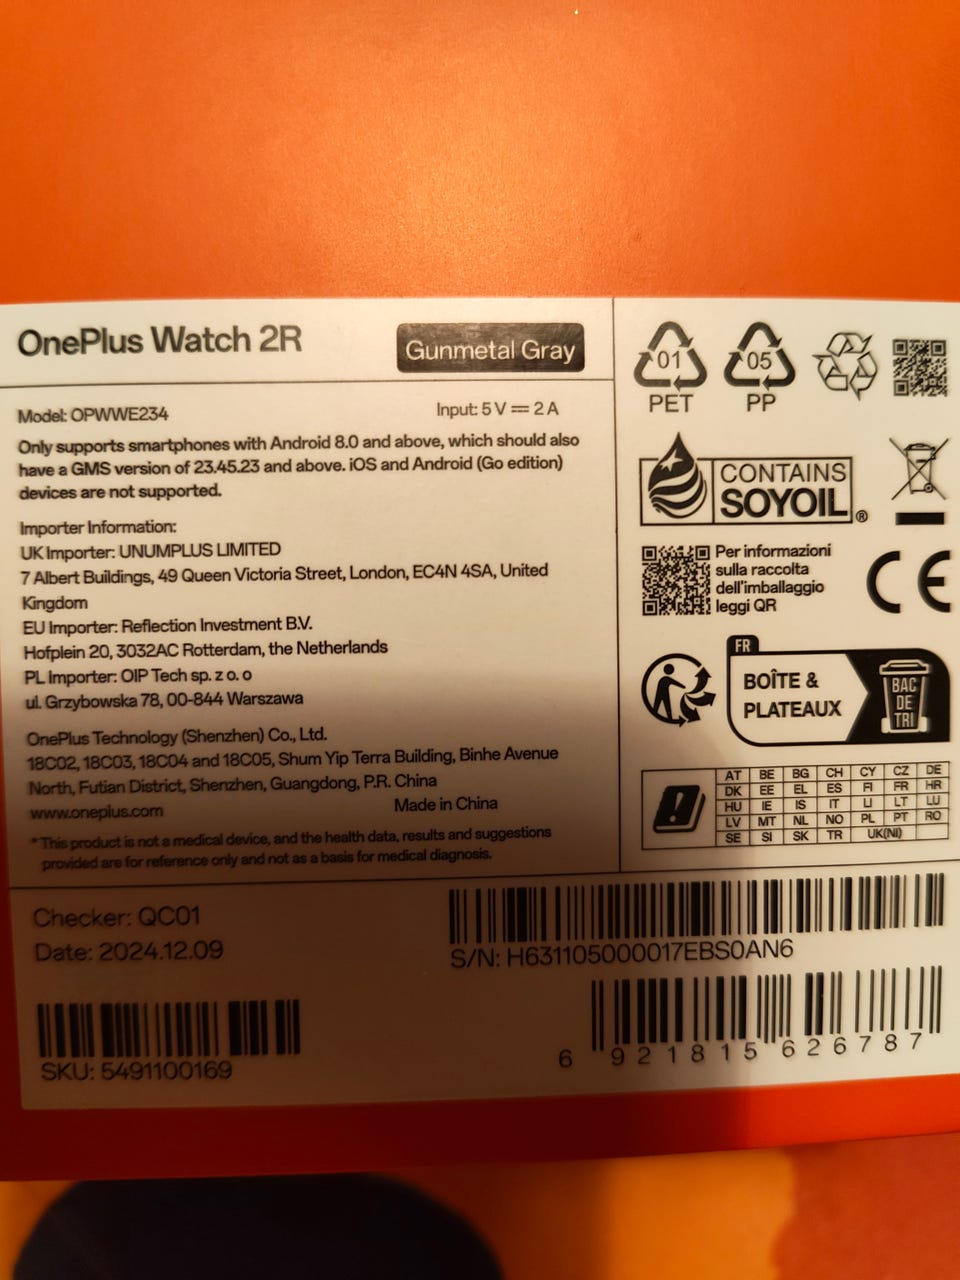 OnePlus Watch 2R
Gunmetal Gray
Model: OPWWE234
Input: 5 V ⎓ 2 A
Only supports smartphones with Android 8.0 and above, which should also
have a GMS version of 23.45.23 and above. iOS and Android (Go edition)
devices are not supported.
Importer Information:
UK Importer: UNUMPLUS LIMITED
7 Albert Buildings, 49 Queen Victoria Street, London, EC4N 4SA, United
Kingdom
EU Importer: Reflection Investment B.V.
Hofplein 20, 3032AC Rotterdam, the Netherlands
PL Importer: OIP Tech sp. z o. o
ul. Grzybowska 78, 00-844 Warszawa
OnePlus Technology (Shenzhen) Co., Ltd.
18C02, 18C03, 18C04 and 18C05, Shum Yip Terra Building, Binhe Avenue
North, Futian District, Shenzhen, Guangdong, P.R. China
www.oneplus.com
Made in China
* This product is not a medical device, and the health data, results and suggestions
provided are for reference only and not as a basis for medical diagnosis.
01
PET
05
PP
CONTAINS
SOYOIL®
Per informazioni
sulla raccolta
dell'imballaggio
leggi QR
CE
FR
BOÎTE &
PLATEAUX
BAC
DE
TRI
AT BE BG CH CY CZ DE
DK EE EL ES FI FR HR
HU IE IS IT LI LT LU
LV MT NL NO PL PT RO
SE SI SK TR UK(NI)
Checker: QC01
Date: 2024.12.09
S/N: H631105000017EBS0AN6
SKU: 5491100169
6 921815 626787